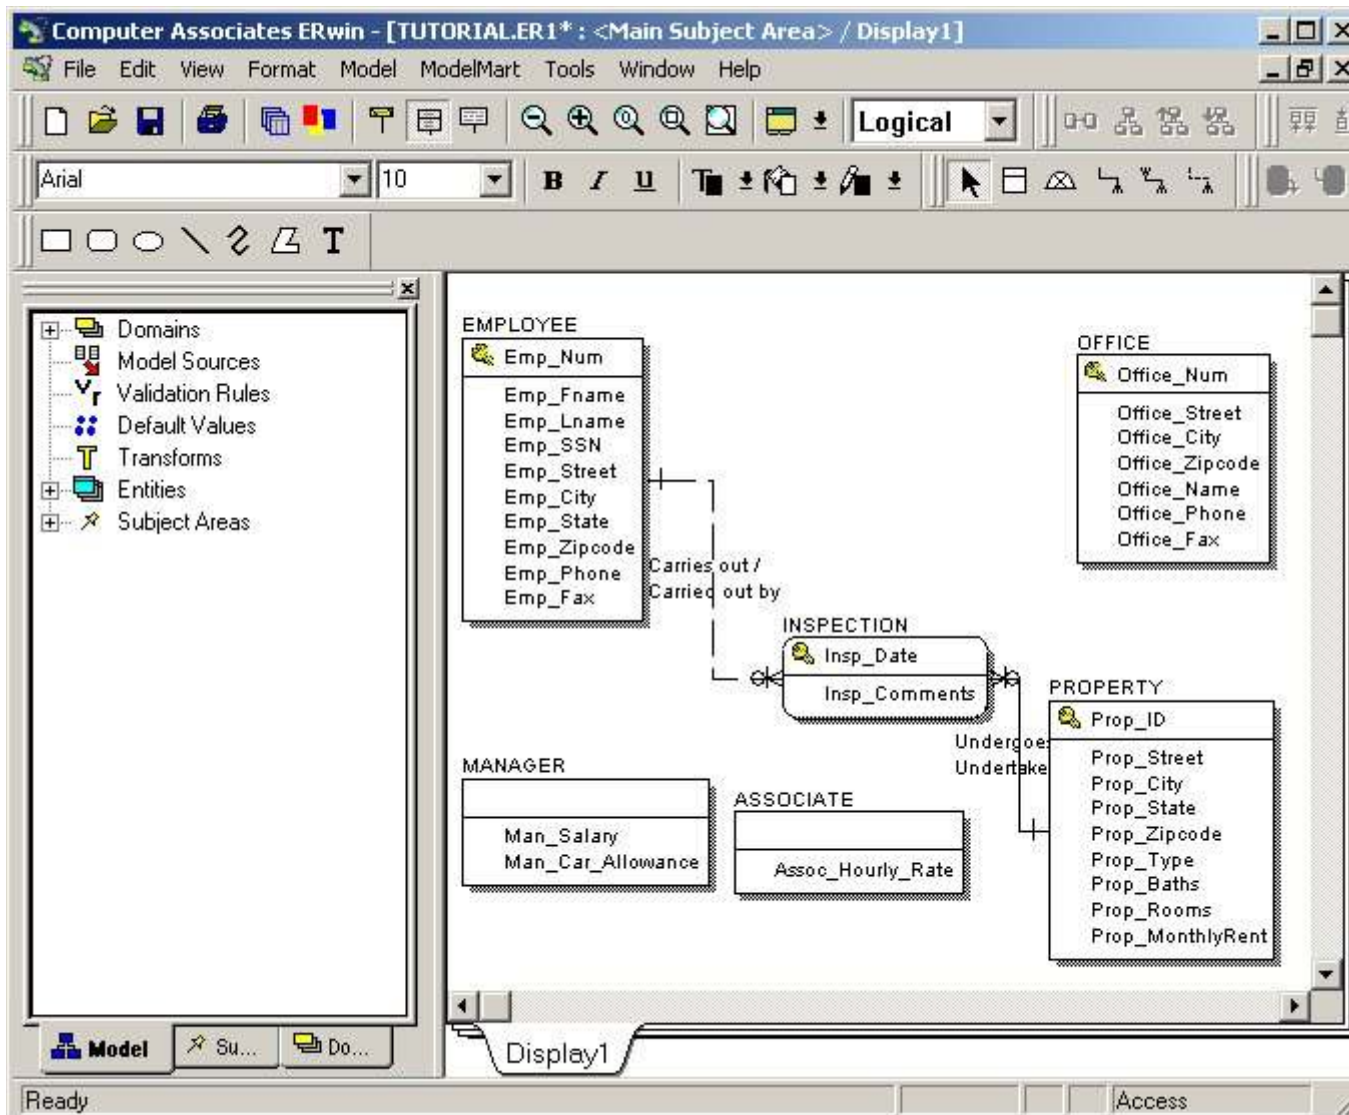 Computer Associates ERwin - [TUTORIAL.ER1* : <Main Subject Area> / Display1]
File Edit View Format Model ModelMart Tools Window Help
Logical
Arial 10 B I U T
T
Domains
Model Sources
Validation Rules
Default Values
Transforms
Entities
Subject Areas
Model Su... Do...
EMPLOYEE
Emp_Num
Emp_Fname
Emp_Lname
Emp_SSN
Emp_Street
Emp_City
Emp_State
Emp_Zipcode
Emp_Phone
Emp_Fax
Carries out /
Carried out by
OFFICE
Office_Num
Office_Street
Office_City
Office_Zipcode
Office_Name
Office_Phone
Office_Fax
INSPECTION
Insp_Date
Insp_Comments
PROPERTY
Prop_ID
Prop_Street
Prop_City
Prop_State
Prop_Zipcode
Prop_Type
Prop_Baths
Prop_Rooms
Prop_MonthlyRent
Undergoe
Undertake
MANAGER
Man_Salary
Man_Car_Allowance
ASSOCIATE
Assoc_Hourly_Rate
Display1
Ready Access